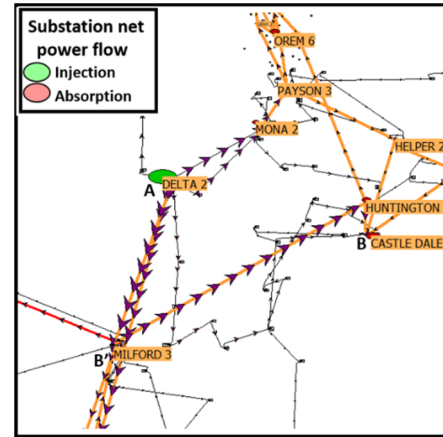 Substation net
power flow
Injection
Absorption
OREM 6
PAYSON 3
MONA 2
HELPER 2
A
DELTA 2
HUNTINGTON
B
CASTLE DALE
B'
MILFORD 3